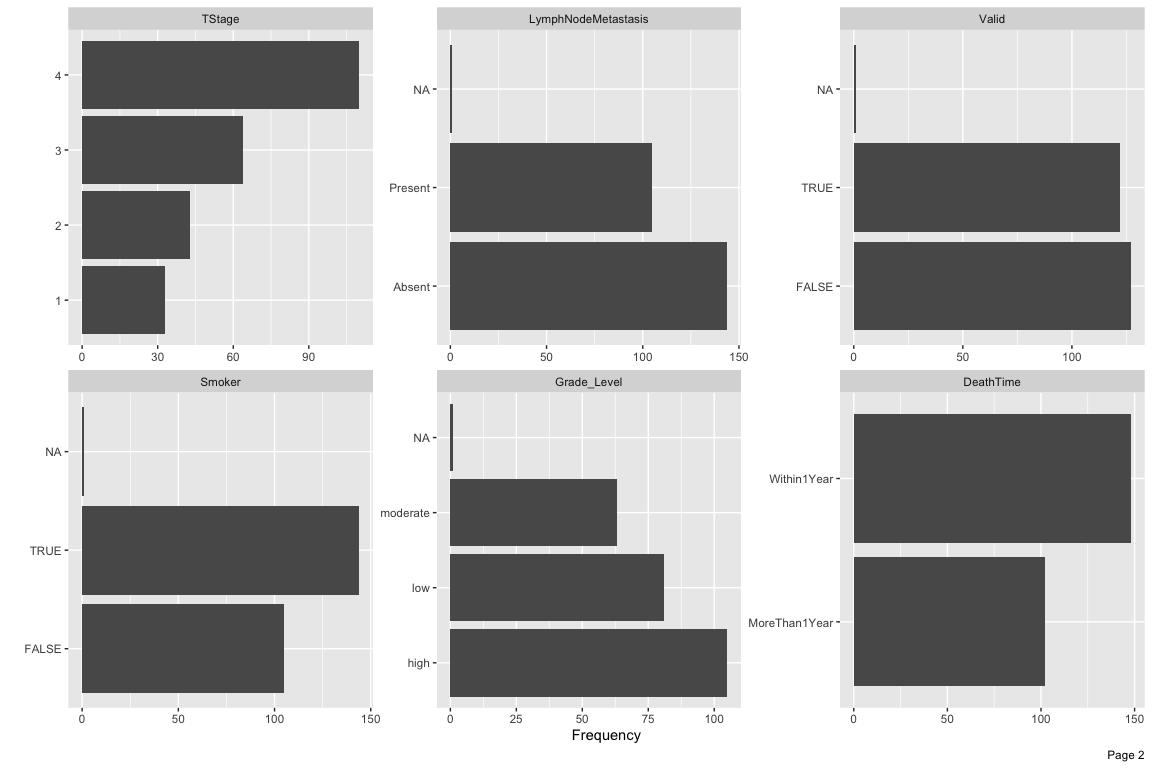 TStage
4
3
2
1
0 30 60 90
LymphNodeMetastasis
NA
Present
Absent
0 50 100 150
Valid
NA
TRUE
FALSE
0 50 100
Smoker
NA
TRUE
FALSE
0 50 100 150
Grade_Level
NA
moderate
low
high
0 25 50 75 100
DeathTime
Within1Year
MoreThan1Year
0 50 100 150
Frequency
Page 2